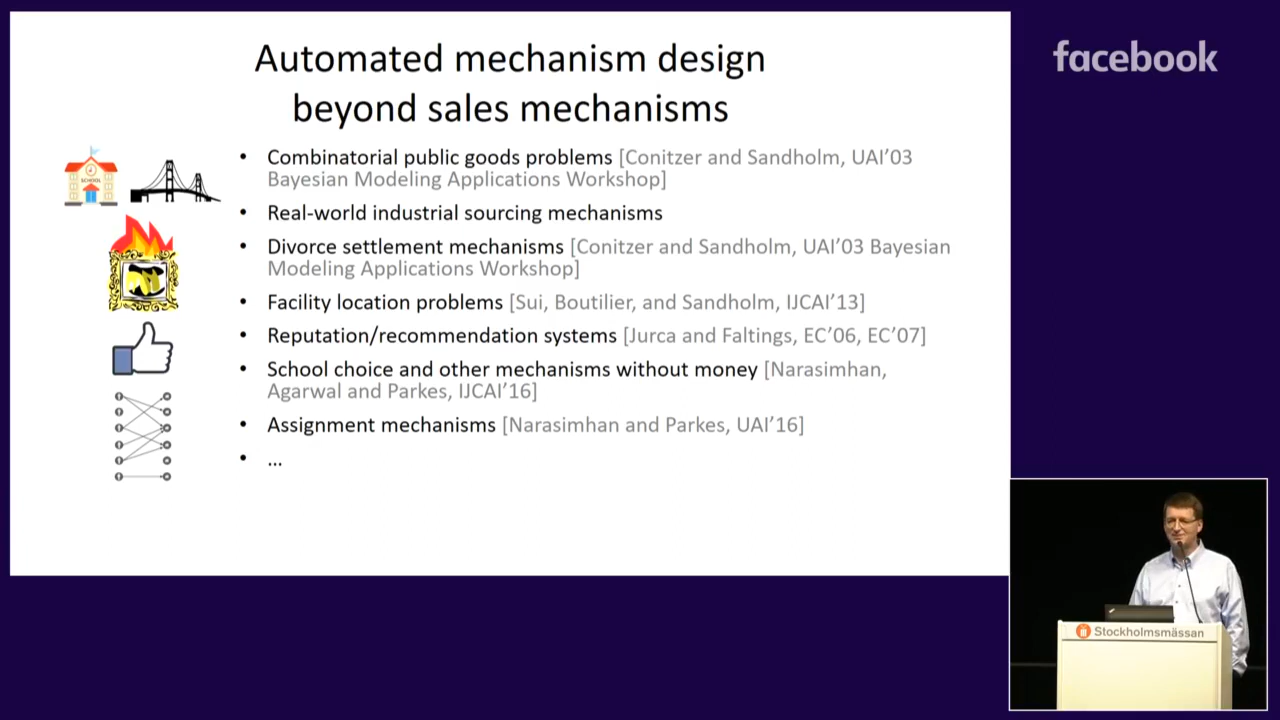 Automated mechanism design
beyond sales mechanisms
facebook
• Combinatorial public goods problems [Conitzer and Sandholm, UAI’03
Bayesian Modeling Applications Workshop]
SCHOOL
• Real-world industrial sourcing mechanisms
• Divorce settlement mechanisms [Conitzer and Sandholm, UAI’03 Bayesian
Modeling Applications Workshop]
• Facility location problems [Sui, Boutilier, and Sandholm, IJCAI’13]
• Reputation/recommendation systems [Jurca and Faltings, EC’06, EC’07]
• School choice and other mechanisms without money [Narasimhan,
Agarwal and Parkes, IJCAI’16]
• Assignment mechanisms [Narasimhan and Parkes, UAI’16]
• ...
Stockholmsmässan